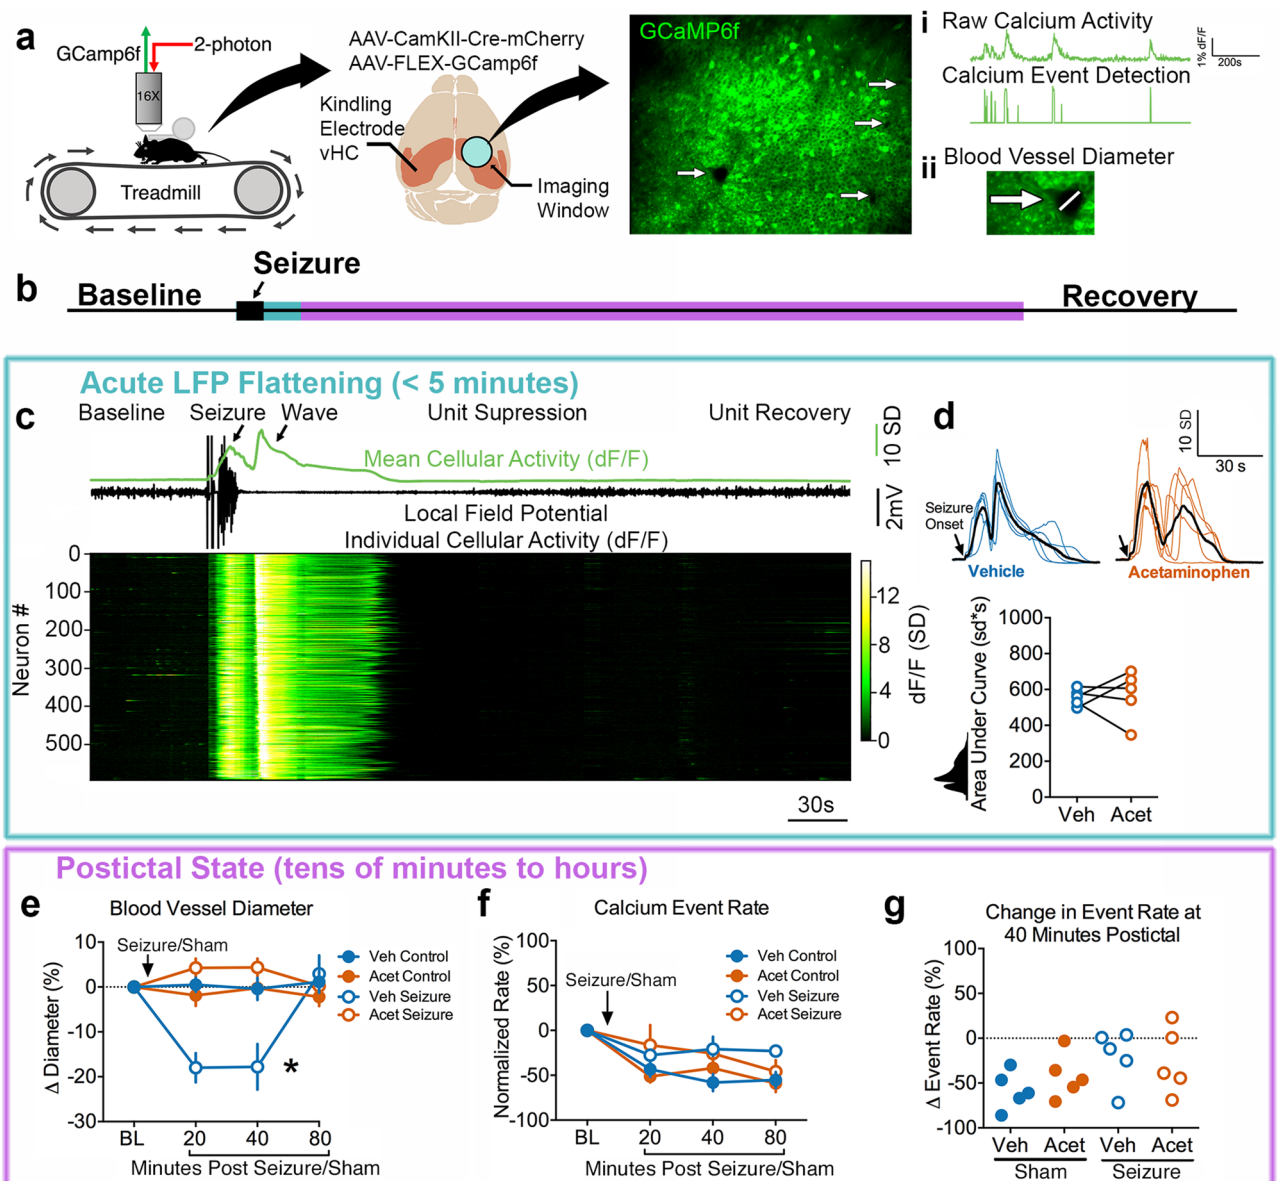 a
GCamp6f
2-photon
16X
Treadmill
AAV-CamKII-Cre-mCherry
AAV-FLEX-GCamp6f
Kindling
Electrode
vHC
Imaging
Window
GCaMP6f
i
Raw Calcium Activity
1% dF/F
200s
Calcium Event Detection
ii
Blood Vessel Diameter
b
Baseline
Seizure
Recovery
Acute LFP Flattening (< 5 minutes)
c
Baseline
Seizure
Wave
Unit Supression
Unit Recovery
Mean Cellular Activity (dF/F)
10 SD
2mV
Local Field Potential
Individual Cellular Activity (dF/F)
Neuron #
0
100
200
300
400
500
12
8
4
0
dF/F (SD)
30s
d
10 SD
30 s
Seizure
Onset
Vehicle
Acetaminophen
Area Under Curve (sd*s)
1000
800
600
400
200
0
Veh
Acet
Postictal State (tens of minutes to hours)
e
Blood Vessel Diameter
Seizure/Sham
Δ Diameter (%)
10
0
-10
-20
-30
*
Veh Control
Acet Control
Veh Seizure
Acet Seizure
BL
20
40
80
Minutes Post Seizure/Sham
f
Calcium Event Rate
Seizure/Sham
Normalized Rate (%)
100
50
0
-50
-100
Veh Control
Acet Control
Veh Seizure
Acet Seizure
BL
20
40
80
Minutes Post Seizure/Sham
g
Change in Event Rate at
40 Minutes Postictal
Δ Event Rate (%)
100
50
0
-50
-100
Veh
Acet
Veh
Acet
Sham
Seizure